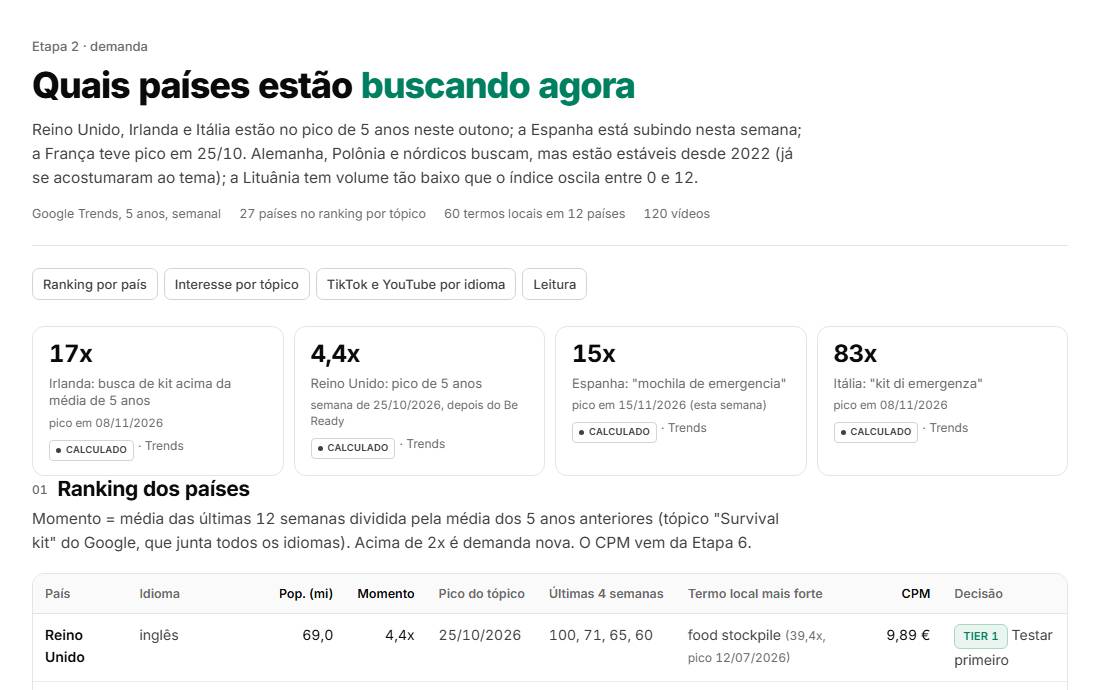 Etapa 2 · demanda
Quais países estão buscando agora
Reino Unido, Irlanda e Itália estão no pico de 5 anos neste outono; a Espanha está subindo nesta semana;
a França teve pico em 25/10. Alemanha, Polônia e nórdicos buscam, mas estão estáveis desde 2022 (já
se acostumaram ao tema); a Lituânia tem volume tão baixo que o índice oscila entre 0 e 12.
Google Trends, 5 anos, semanal 27 países no ranking por tópico 60 termos locais em 12 países 120 vídeos
Ranking por país Interesse por tópico TikTok e YouTube por idioma Leitura
17x
Irlanda: busca de kit acima da
média de 5 anos
pico em 08/11/2026
• CALCULADO · Trends
4,4x
Reino Unido: pico de 5 anos
semana de 25/10/2026, depois do Be
Ready
• CALCULADO · Trends
15x
Espanha: "mochila de emergencia"
pico em 15/11/2026 (esta semana)
• CALCULADO · Trends
83x
Itália: "kit di emergenza"
pico em 08/11/2026
• CALCULADO · Trends
01 Ranking dos países
Momento = média das últimas 12 semanas dividida pela média dos 5 anos anteriores (tópico "Survival
kit" do Google, que junta todos os idiomas). Acima de 2x é demanda nova. O CPM vem da Etapa 6.
País Idioma Pop. (mi) Momento Pico do tópico Últimas 4 semanas Termo local mais forte CPM Decisão
Reino inglês 69,0 4,4x 25/10/2026 100, 71, 65, 60 food stockpile (39,4x, 9,89 € TIER 1 Testar
Unido pico 12/07/2026) primeiro